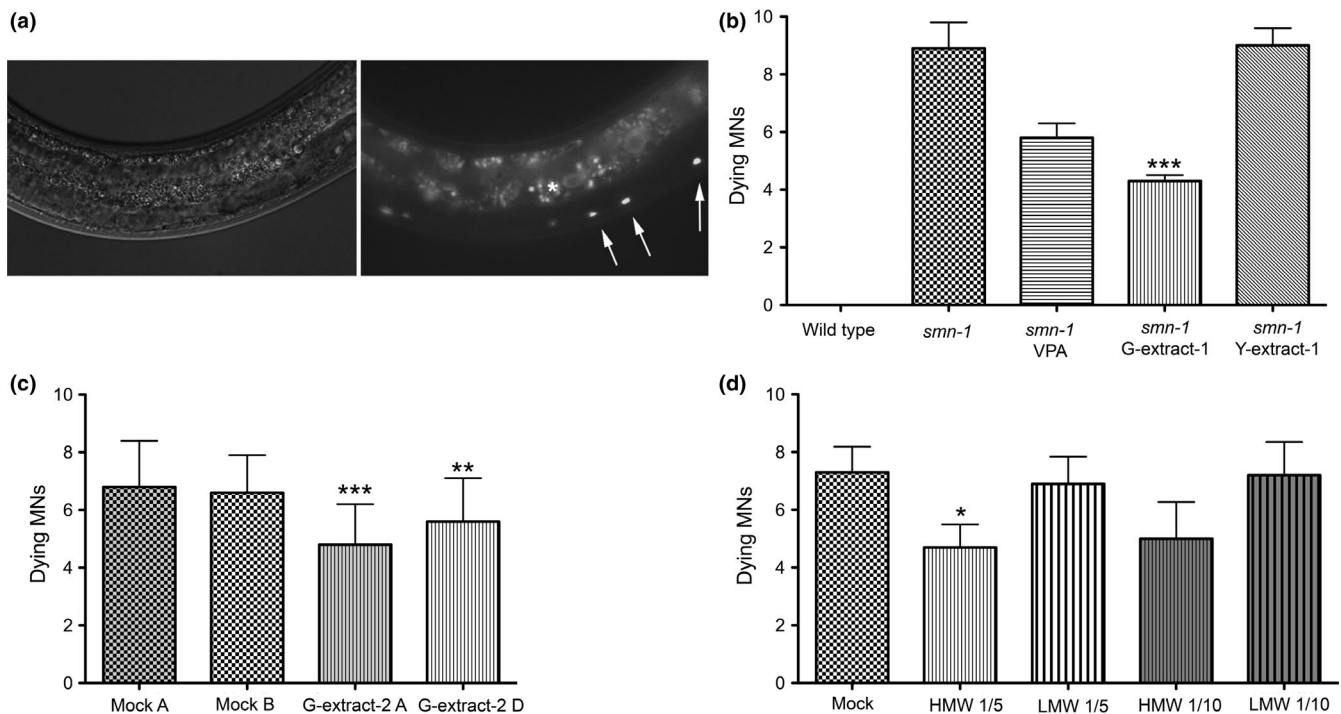 (a)
*
(b)
Dying MNs
10
8
6
4
2
0
***
Wild type
smn-1
smn-1
VPA
smn-1
G-extract-1
smn-1
Y-extract-1
(c)
Dying MNs
10
8
6
4
2
0
***
**
Mock A
Mock B
G-extract-2 A
G-extract-2 D
(d)
Dying MNs
10
8
6
4
2
0
*
Mock
HMW 1/5
LMW 1/5
HMW 1/10
LMW 1/10